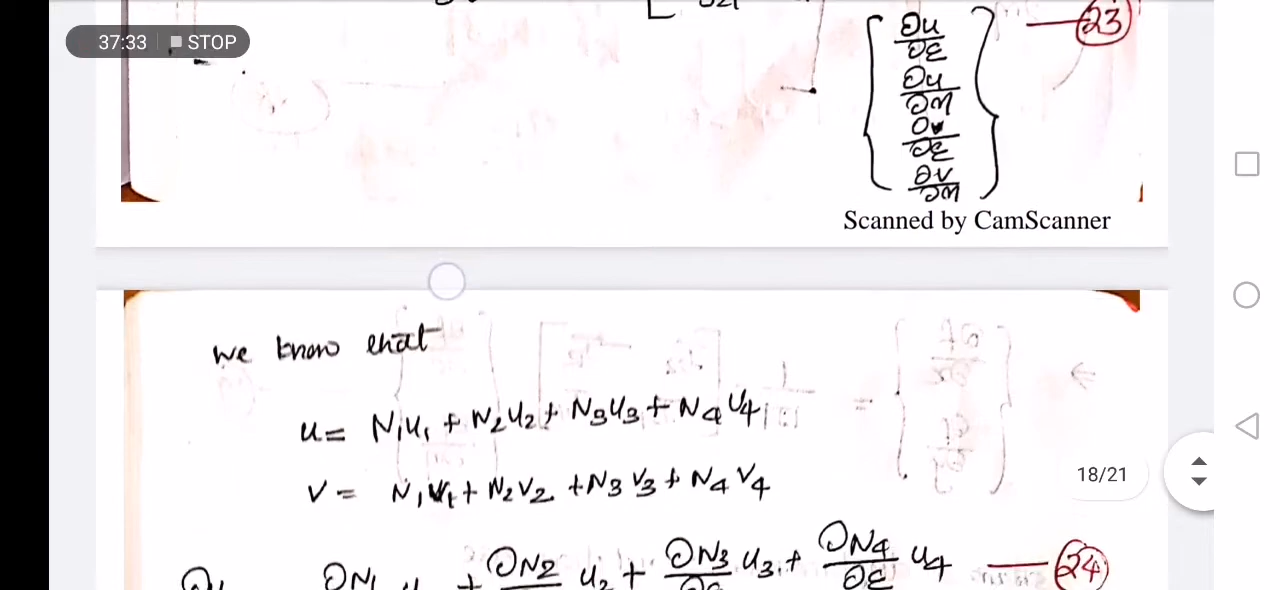 37:33 STOP
∂u/∂ε
∂u/∂η
∂v/∂ε
∂v/∂η
23
Scanned by CamScanner
we know that
u = N₁u₁ + N₂u₂ + N₃u₃ + N₄u₄
v = N₁v₁ + N₂v₂ + N₃v₃ + N₄v₄
18/21
∂N₁ + ∂N₂ u₂ + ∂N₃ u₃ + ∂N₄/∂ε u₄ — 24